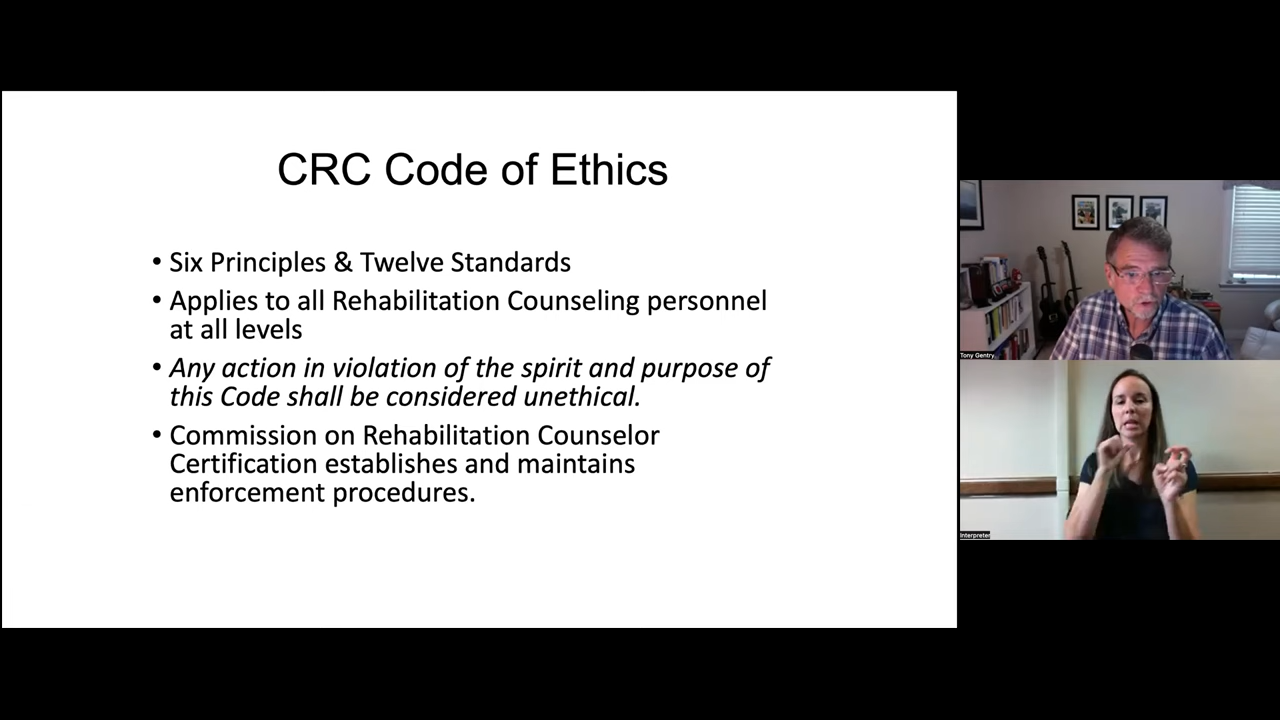 CRC Code of Ethics
• Six Principles & Twelve Standards
• Applies to all Rehabilitation Counseling personnel
at all levels
• Any action in violation of the spirit and purpose of
this Code shall be considered unethical.
• Commission on Rehabilitation Counselor
Certification establishes and maintains
enforcement procedures.
Tony Gentry
Interpreter